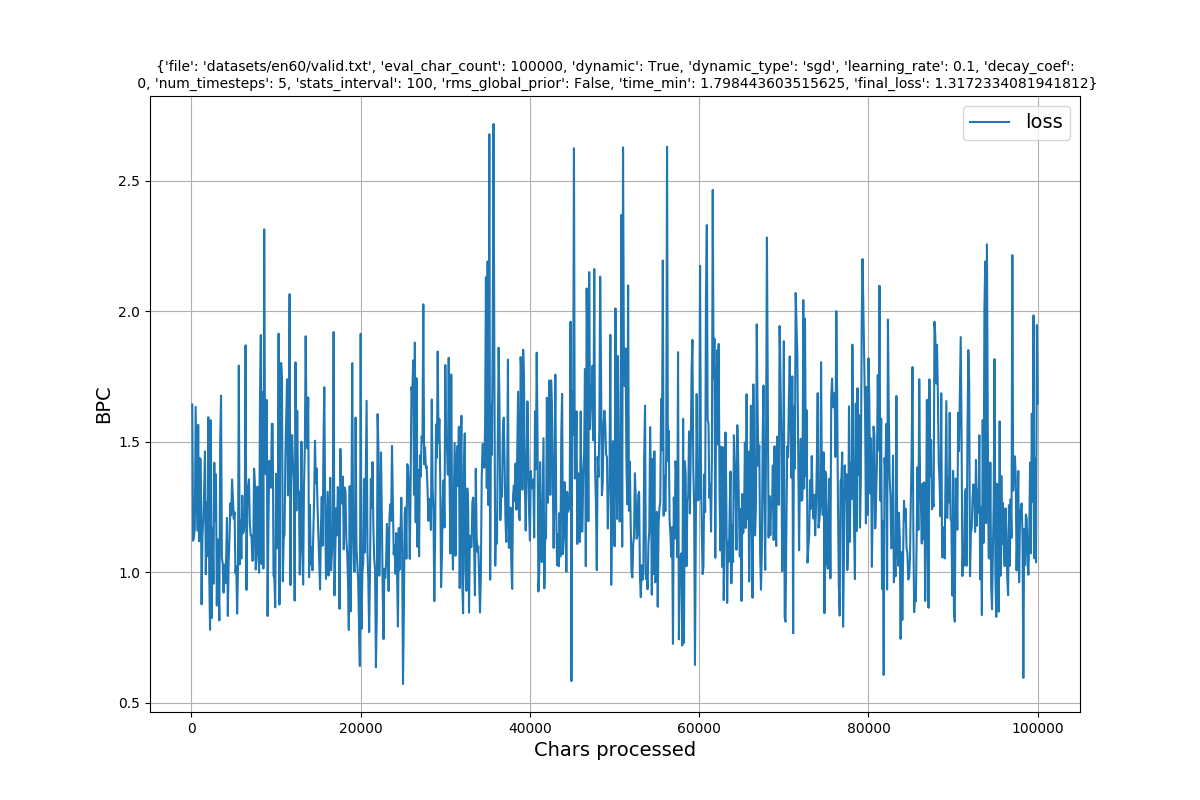 {'file': 'datasets/en60/valid.txt', 'eval_char_count': 100000, 'dynamic': True, 'dynamic_type': 'sgd', 'learning_rate': 0.1, 'decay_coef':
0, 'num_timesteps': 5, 'stats_interval': 100, 'rms_global_prior': False, 'time_min': 1.798443603515625, 'final_loss': 1.3172334081941812}
loss
2.5
2.0
1.5
1.0
0.5
BPC
0 20000 40000 60000 80000 100000
Chars processed